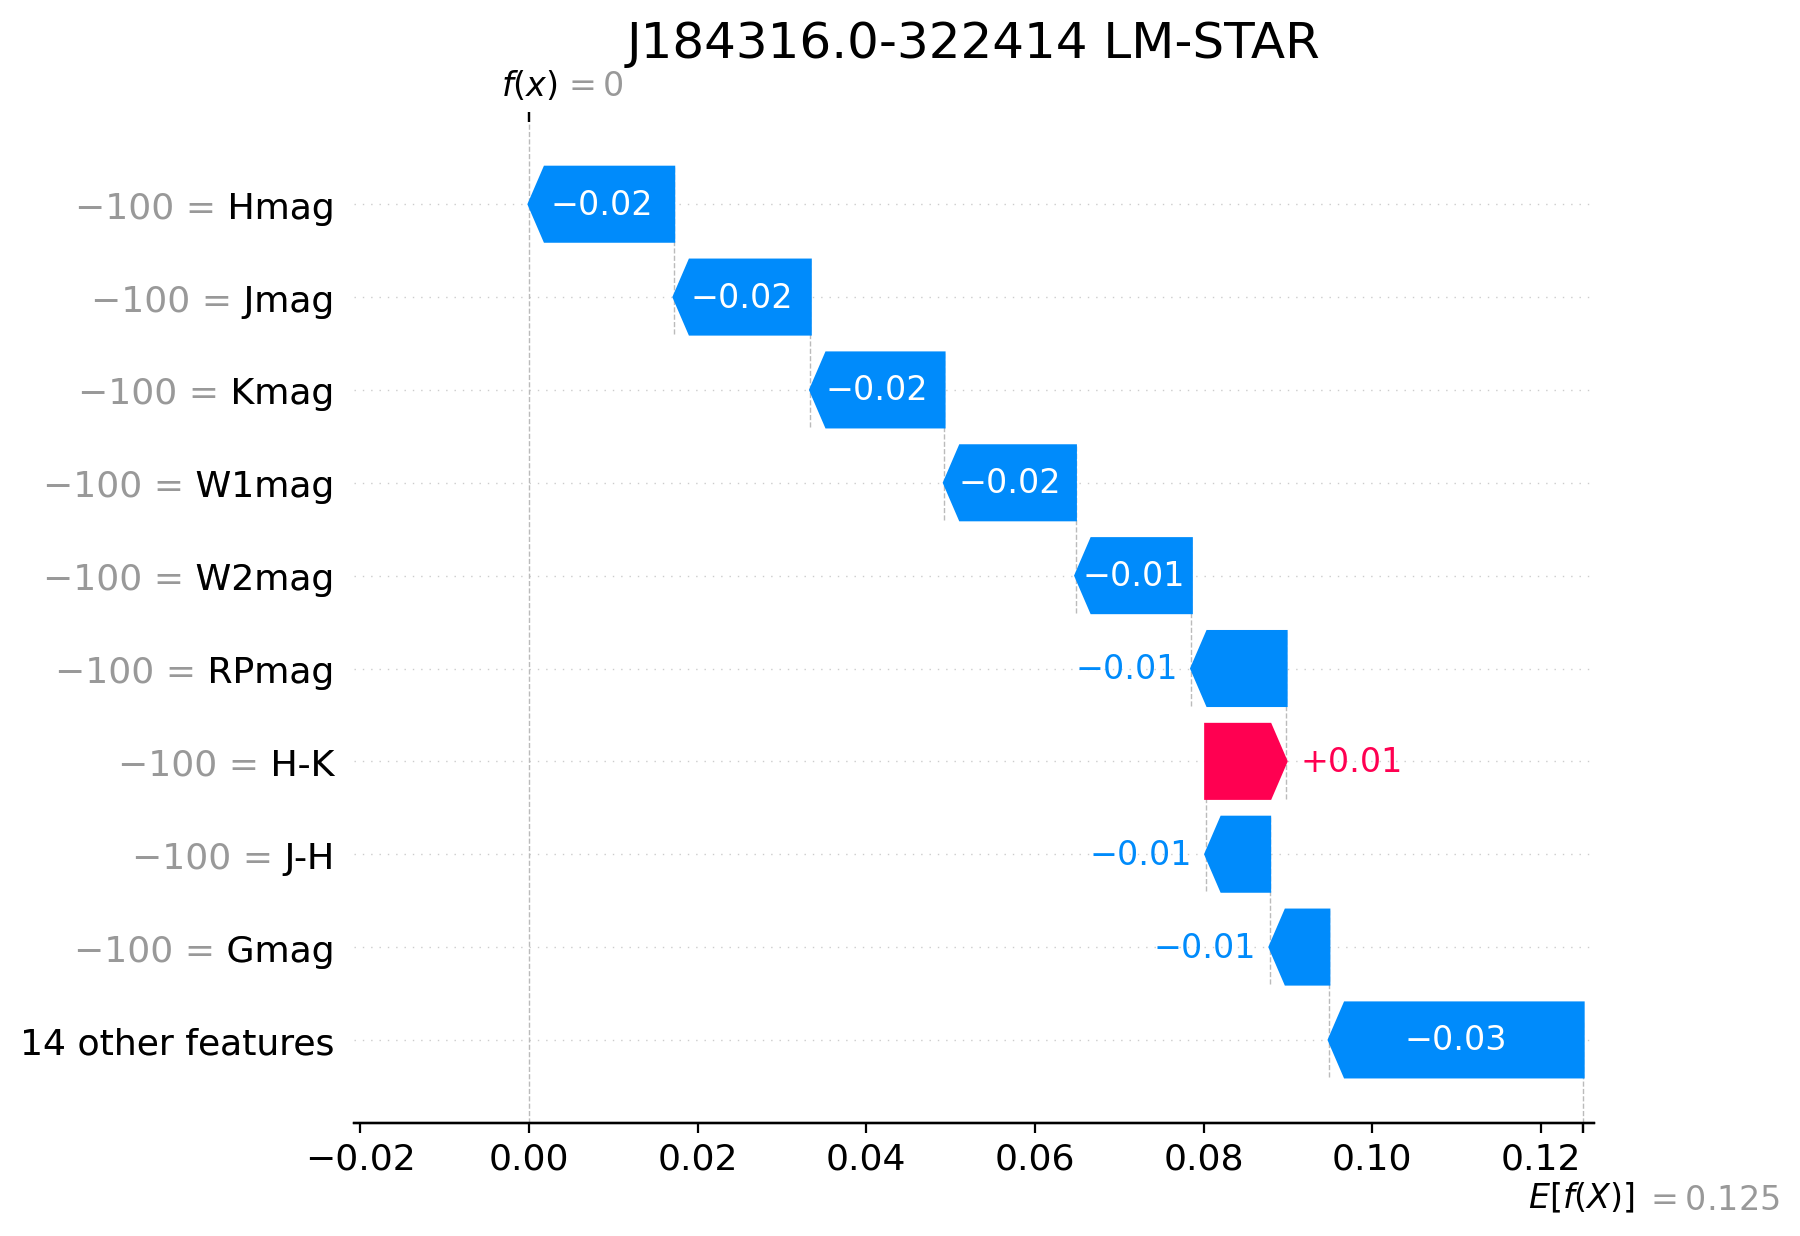 J184316.0-322414 LM-STAR
f(x) = 0
−100 = Hmag −0.02
−100 = Jmag −0.02
−100 = Kmag −0.02
−100 = W1mag −0.02
−100 = W2mag −0.01
−100 = RPmag −0.01
−100 = H-K +0.01
−100 = J-H −0.01
−100 = Gmag −0.01
14 other features −0.03
−0.02 0.00 0.02 0.04 0.06 0.08 0.10 0.12
E[f(X)] = 0.125